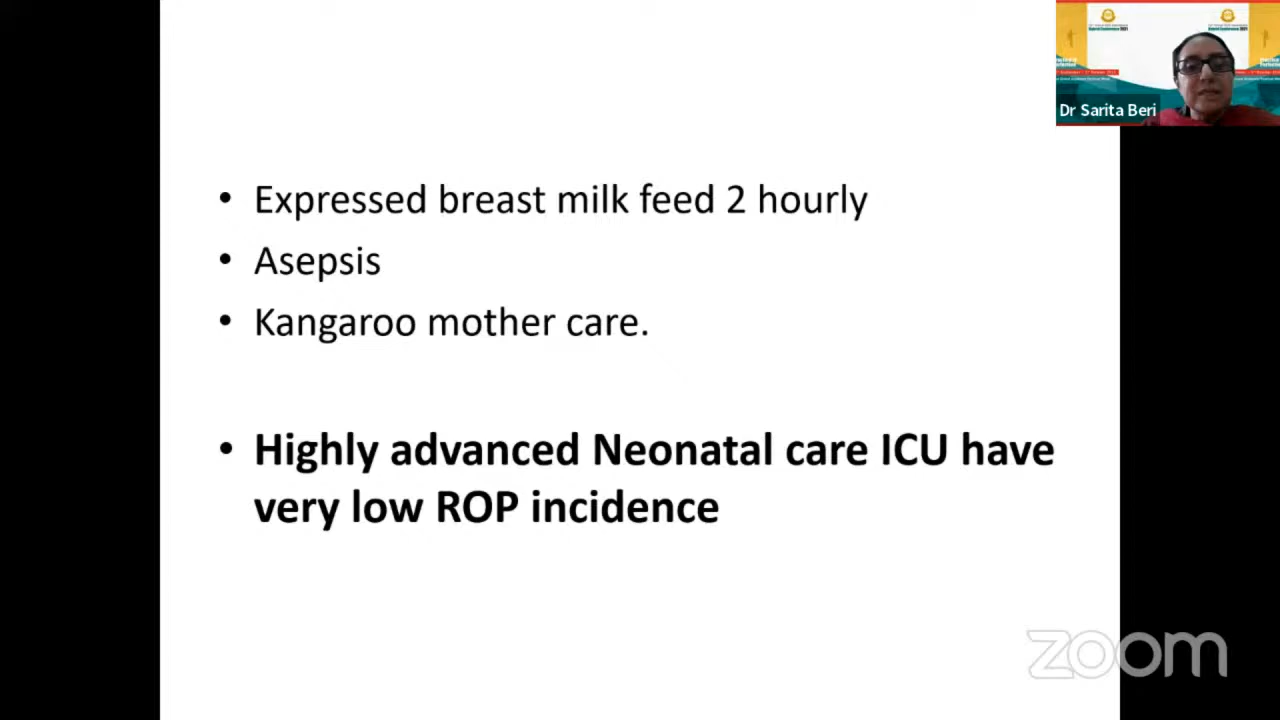 • Expressed breast milk feed 2 hourly
• Asepsis
• Kangaroo mother care.
• Highly advanced Neonatal care ICU have
very low ROP incidence
Dr Sarita Beri
zoom